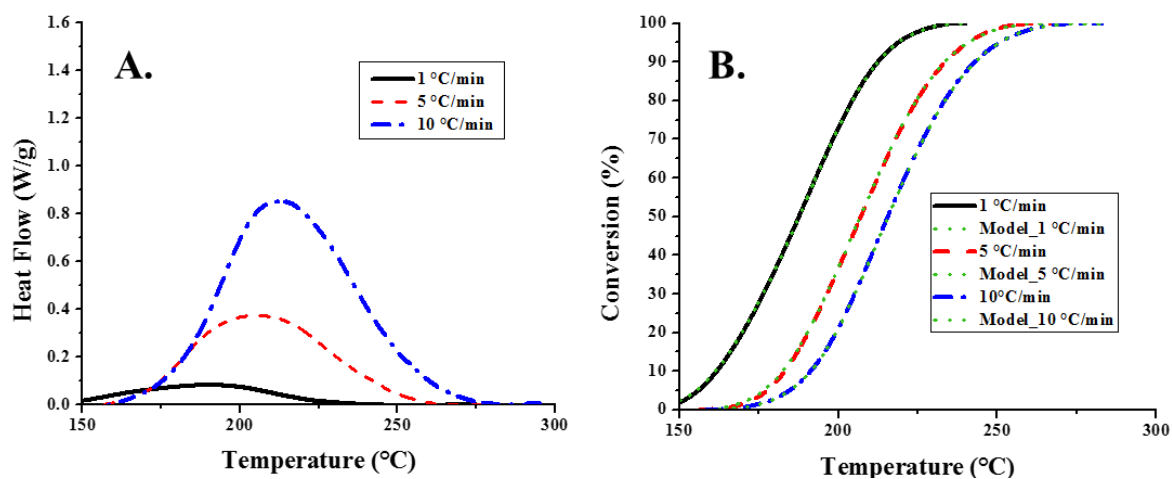 A.
1 °C/min
5 °C/min
10 °C/min
Heat Flow (W/g)
1.6
1.4
1.2
1.0
0.8
0.6
0.4
0.2
0.0
150
200
250
300
Temperature (°C)
B.
1 °C/min
Model_1 °C/min
5 °C/min
Model_5 °C/min
10°C/min
Model_10 °C/min
Conversion (%)
100
90
80
70
60
50
40
30
20
10
0
150
200
250
300
Temperature (°C)